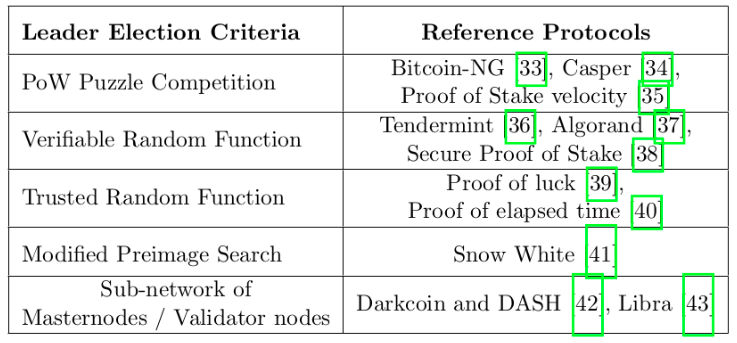 Leader Election Criteria Reference Protocols
PoW Puzzle Competition
Bitcoin-NG [33], Casper [34],
Proof of Stake velocity [35]
Verifiable Random Function
Tendermint [36], Algorand [37],
Secure Proof of Stake [38]
Trusted Random Function
Proof of luck [39],
Proof of elapsed time [40]
Modified Preimage Search Snow White [41]
Sub-network of
Masternodes / Validator nodes
Darkcoin and DASH [42], Libra [43]